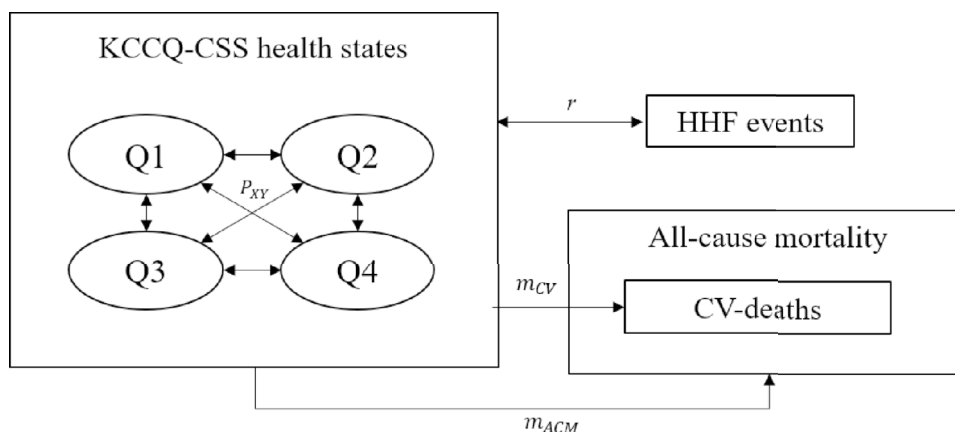 KCCQ-CSS health states
Q1
Q2
P_XY
Q3
Q4
r
HHF events
All-cause mortality
m_CV
CV-deaths
m_ACM